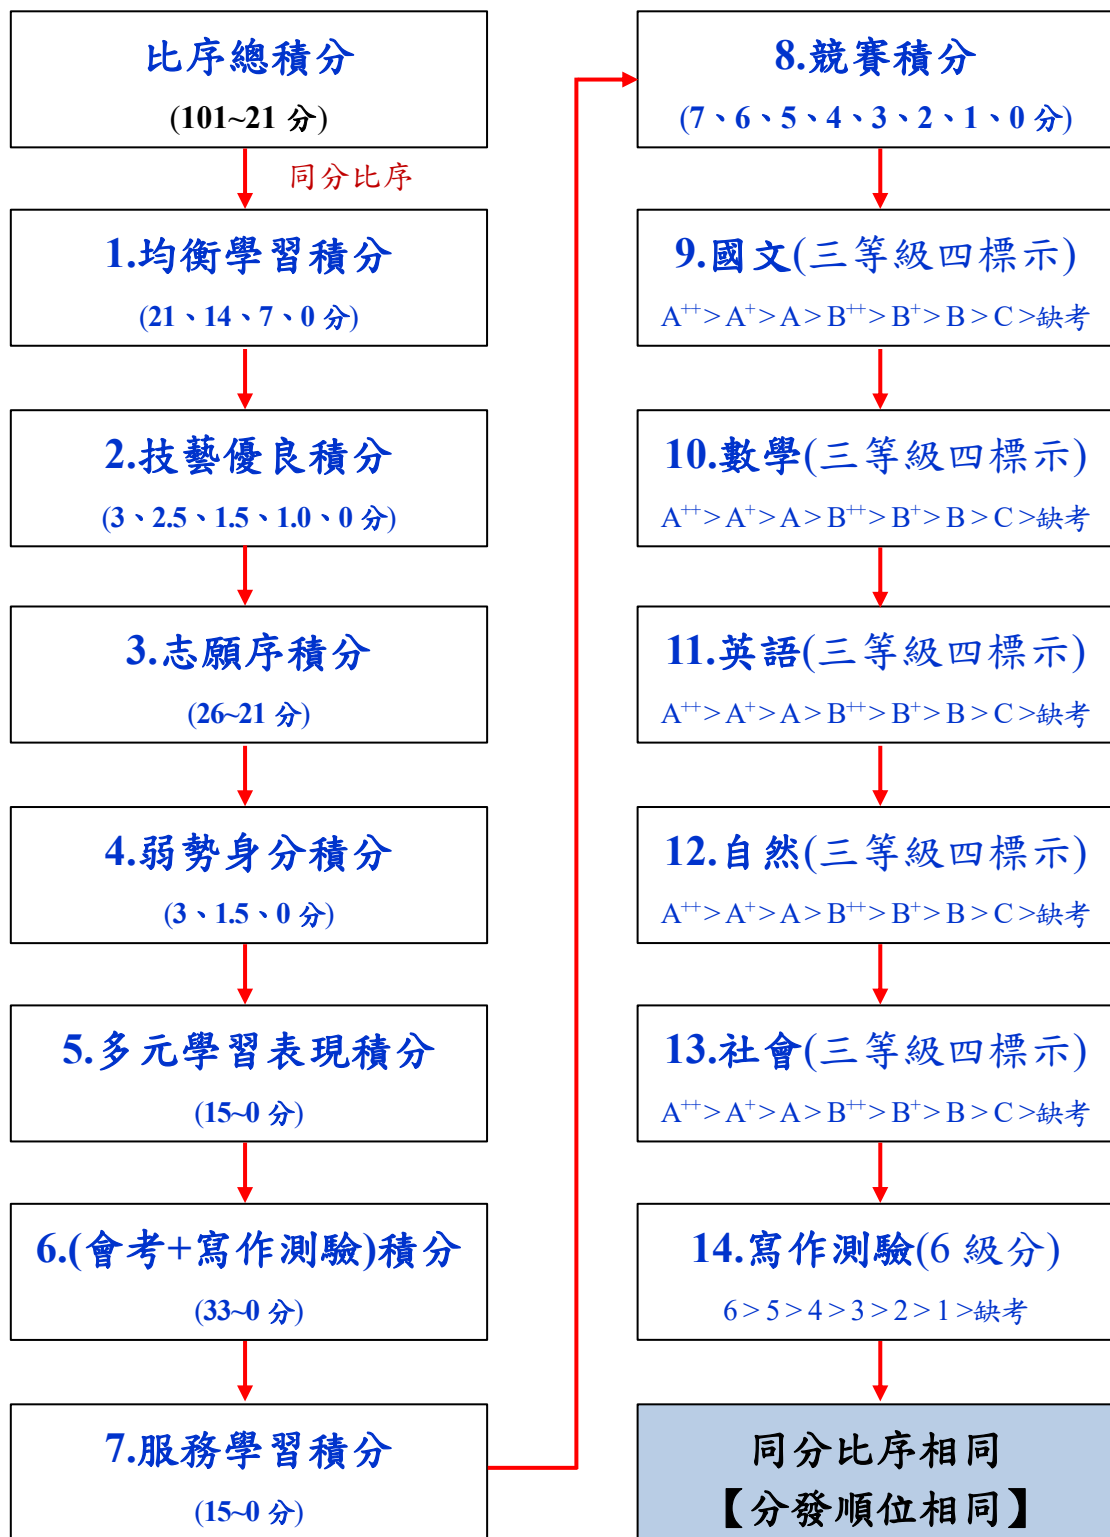 比序總積分
(101~21 分)
同分比序
1.均衡學習積分
(21、14、7、0 分)
2.技藝優良積分
(3、2.5、1.5、1.0、0 分)
3.志願序積分
(26~21 分)
4.弱勢身分積分
(3、1.5、0 分)
5.多元學習表現積分
(15~0 分)
6.(會考+寫作測驗)積分
(33~0 分)
7.服務學習積分
(15~0 分)
8.競賽積分
(7、6、5、4、3、2、1、0 分)
9.國文(三等級四標示)
A⁺⁺>A⁺>A>B⁺⁺>B⁺>B>C>缺考
10.數學(三等級四標示)
A⁺⁺>A⁺>A>B⁺⁺>B⁺>B>C>缺考
11.英語(三等級四標示)
A⁺⁺>A⁺>A>B⁺⁺>B⁺>B>C>缺考
12.自然(三等級四標示)
A⁺⁺>A⁺>A>B⁺⁺>B⁺>B>C>缺考
13.社會(三等級四標示)
A⁺⁺>A⁺>A>B⁺⁺>B⁺>B>C>缺考
14.寫作測驗(6 級分)
6>5>4>3>2>1>缺考
同分比序相同
【分發順位相同】